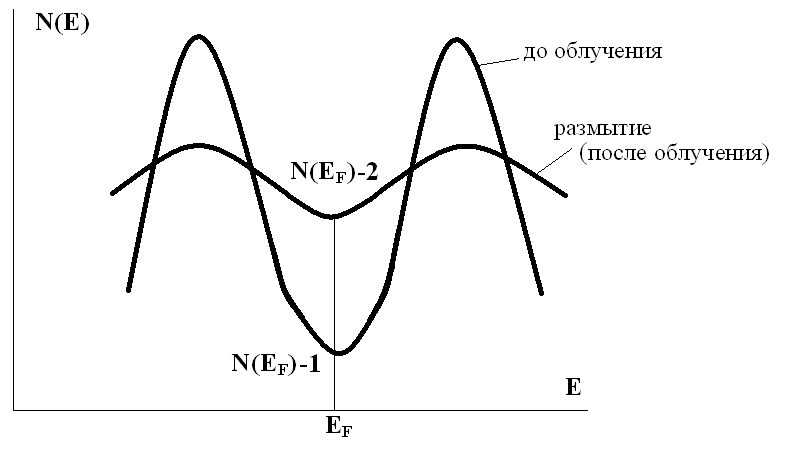 N(E)
до облучения
размытие
(после облучения)
N(E_F)-2
N(E_F)-1
E
E_F